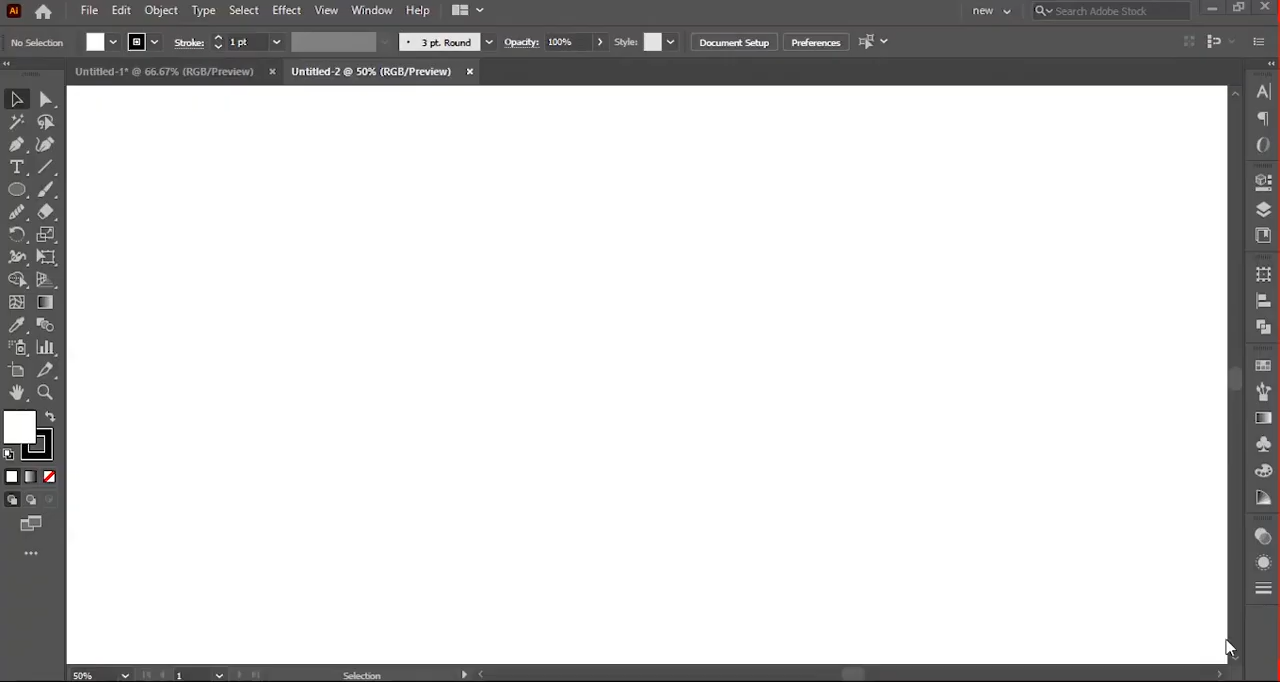 Ai File Edit Object Type Select Effect View Window Help new Search Adobe Stock
No Selection Stroke: 1 pt 3 pt. Round Opacity: 100% Style: Document Setup Preferences
Untitled-1* @ 66.67% (RGB/Preview) × Untitled-2 @ 50% (RGB/Preview) ×
50% 1 Selection